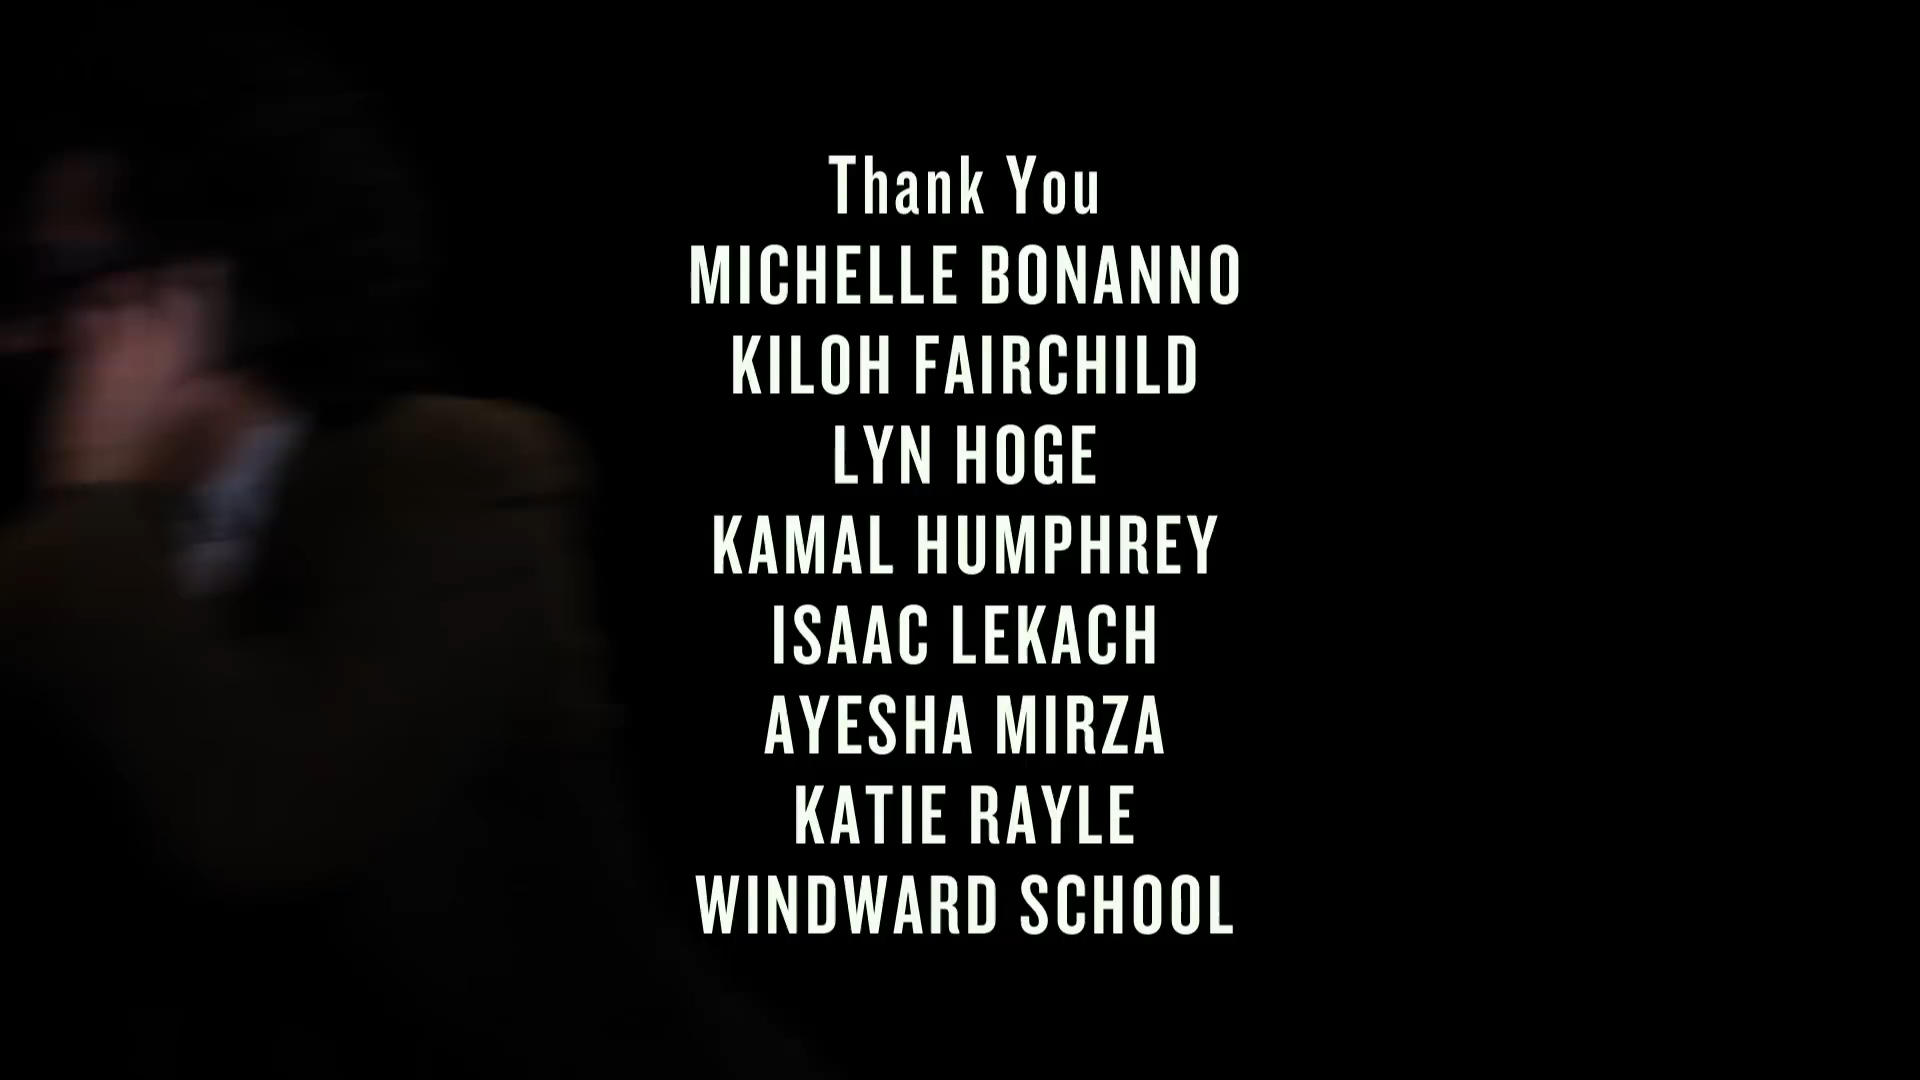 Thank You
MICHELLE BONANNO
KILOH FAIRCHILD
LYN HOGE
KAMAL HUMPHREY
ISAAC LEKACH
AYESHA MIRZA
KATIE RAYLE
WINDWARD SCHOOL